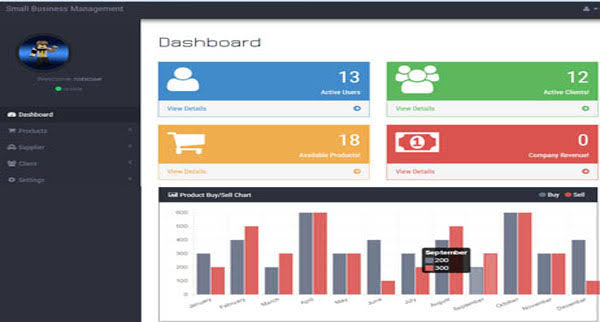 Small Business Management
Dashboard
13
Active Users
View Details
12
Active Clients!
View Details
18
Available Products!
View Details
0
Company Revenue!
View Details
Dashboard
Products
Supplier
Client
Settings
Product Buy/Sell Chart
Buy
Sell
600
500
400
300
200
100
0
September
200
300
January
February
March
April
May
June
July
August
September
October
November
December